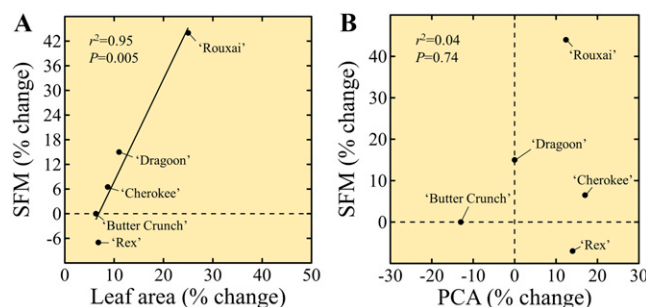 A
r²=0.95
P=0.005
'Rouxai'
'Dragoon'
'Cherokee'
'Butter Crunch'
'Rex'
42
36
30
24
18
12
6
0
-6
SFM (% change)
0 10 20 30 40 50
Leaf area (% change)
B
r²=0.04
P=0.74
'Rouxai'
'Dragoon'
'Cherokee'
'Butter Crunch'
'Rex'
40
30
20
10
0
SFM (% change)
-30 -20 -10 0 10 20 30
PCA (% change)